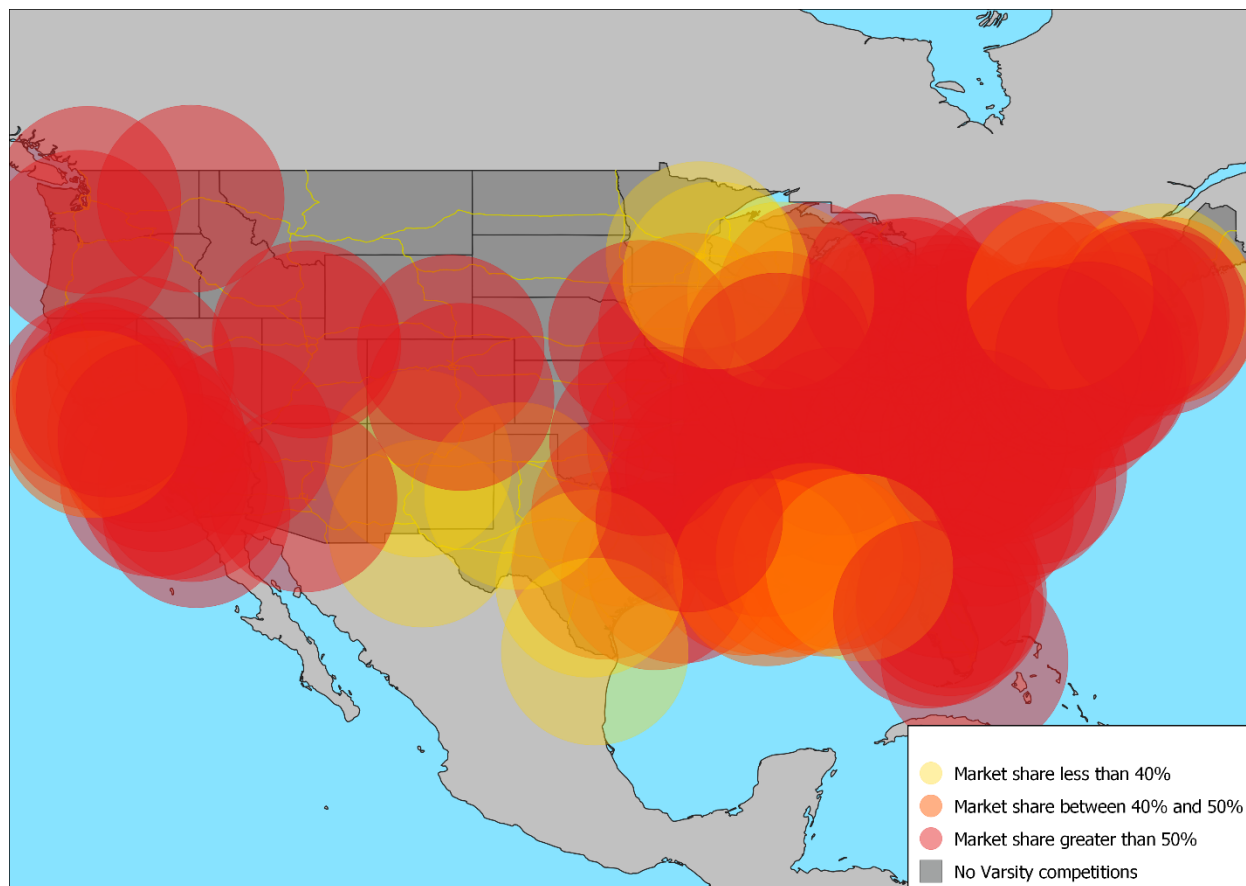 Market share less than 40%
Market share between 40% and 50%
Market share greater than 50%
No Varsity competitions